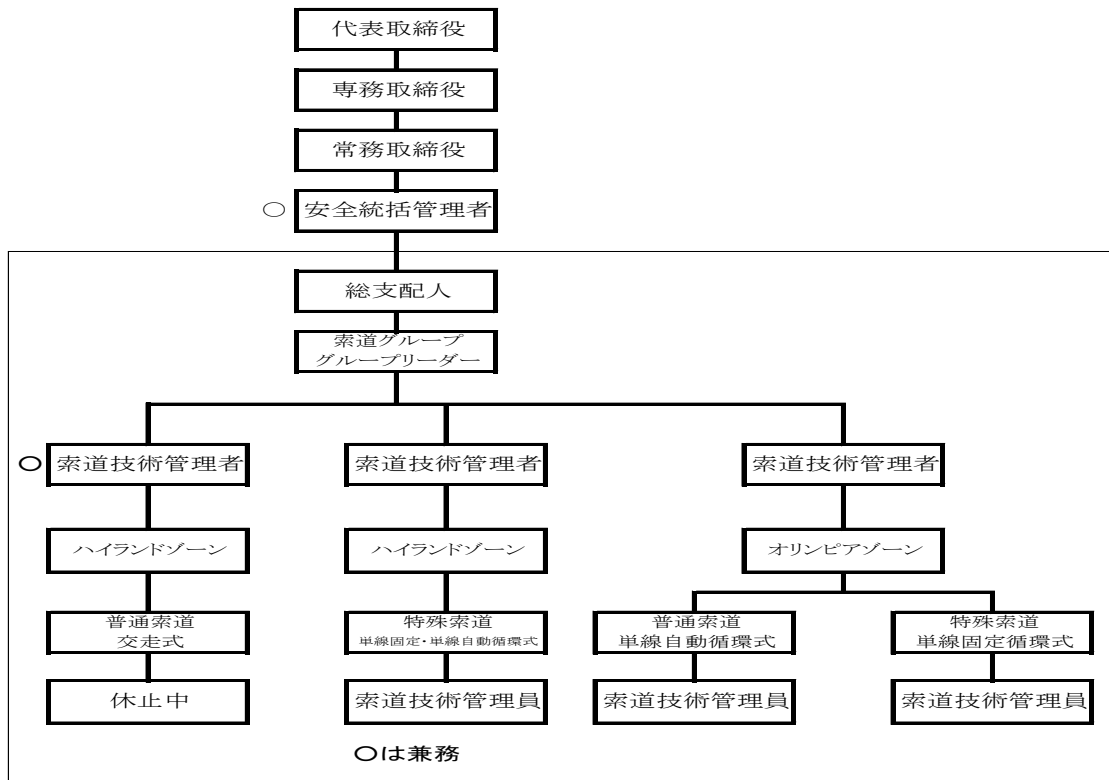 代表取締役
専務取締役
常務取締役
○ 安全統括管理者
総支配人
索道グループ
グループリーダー
○ 索道技術管理者
索道技術管理者
索道技術管理者
ハイランドゾーン
ハイランドゾーン
オリンピアゾーン
普通索道
交走式
特殊索道
単線固定・単線自動循環式
普通索道
単線自動循環式
特殊索道
単線固定循環式
休止中
索道技術管理員
索道技術管理員
索道技術管理員
○は兼務